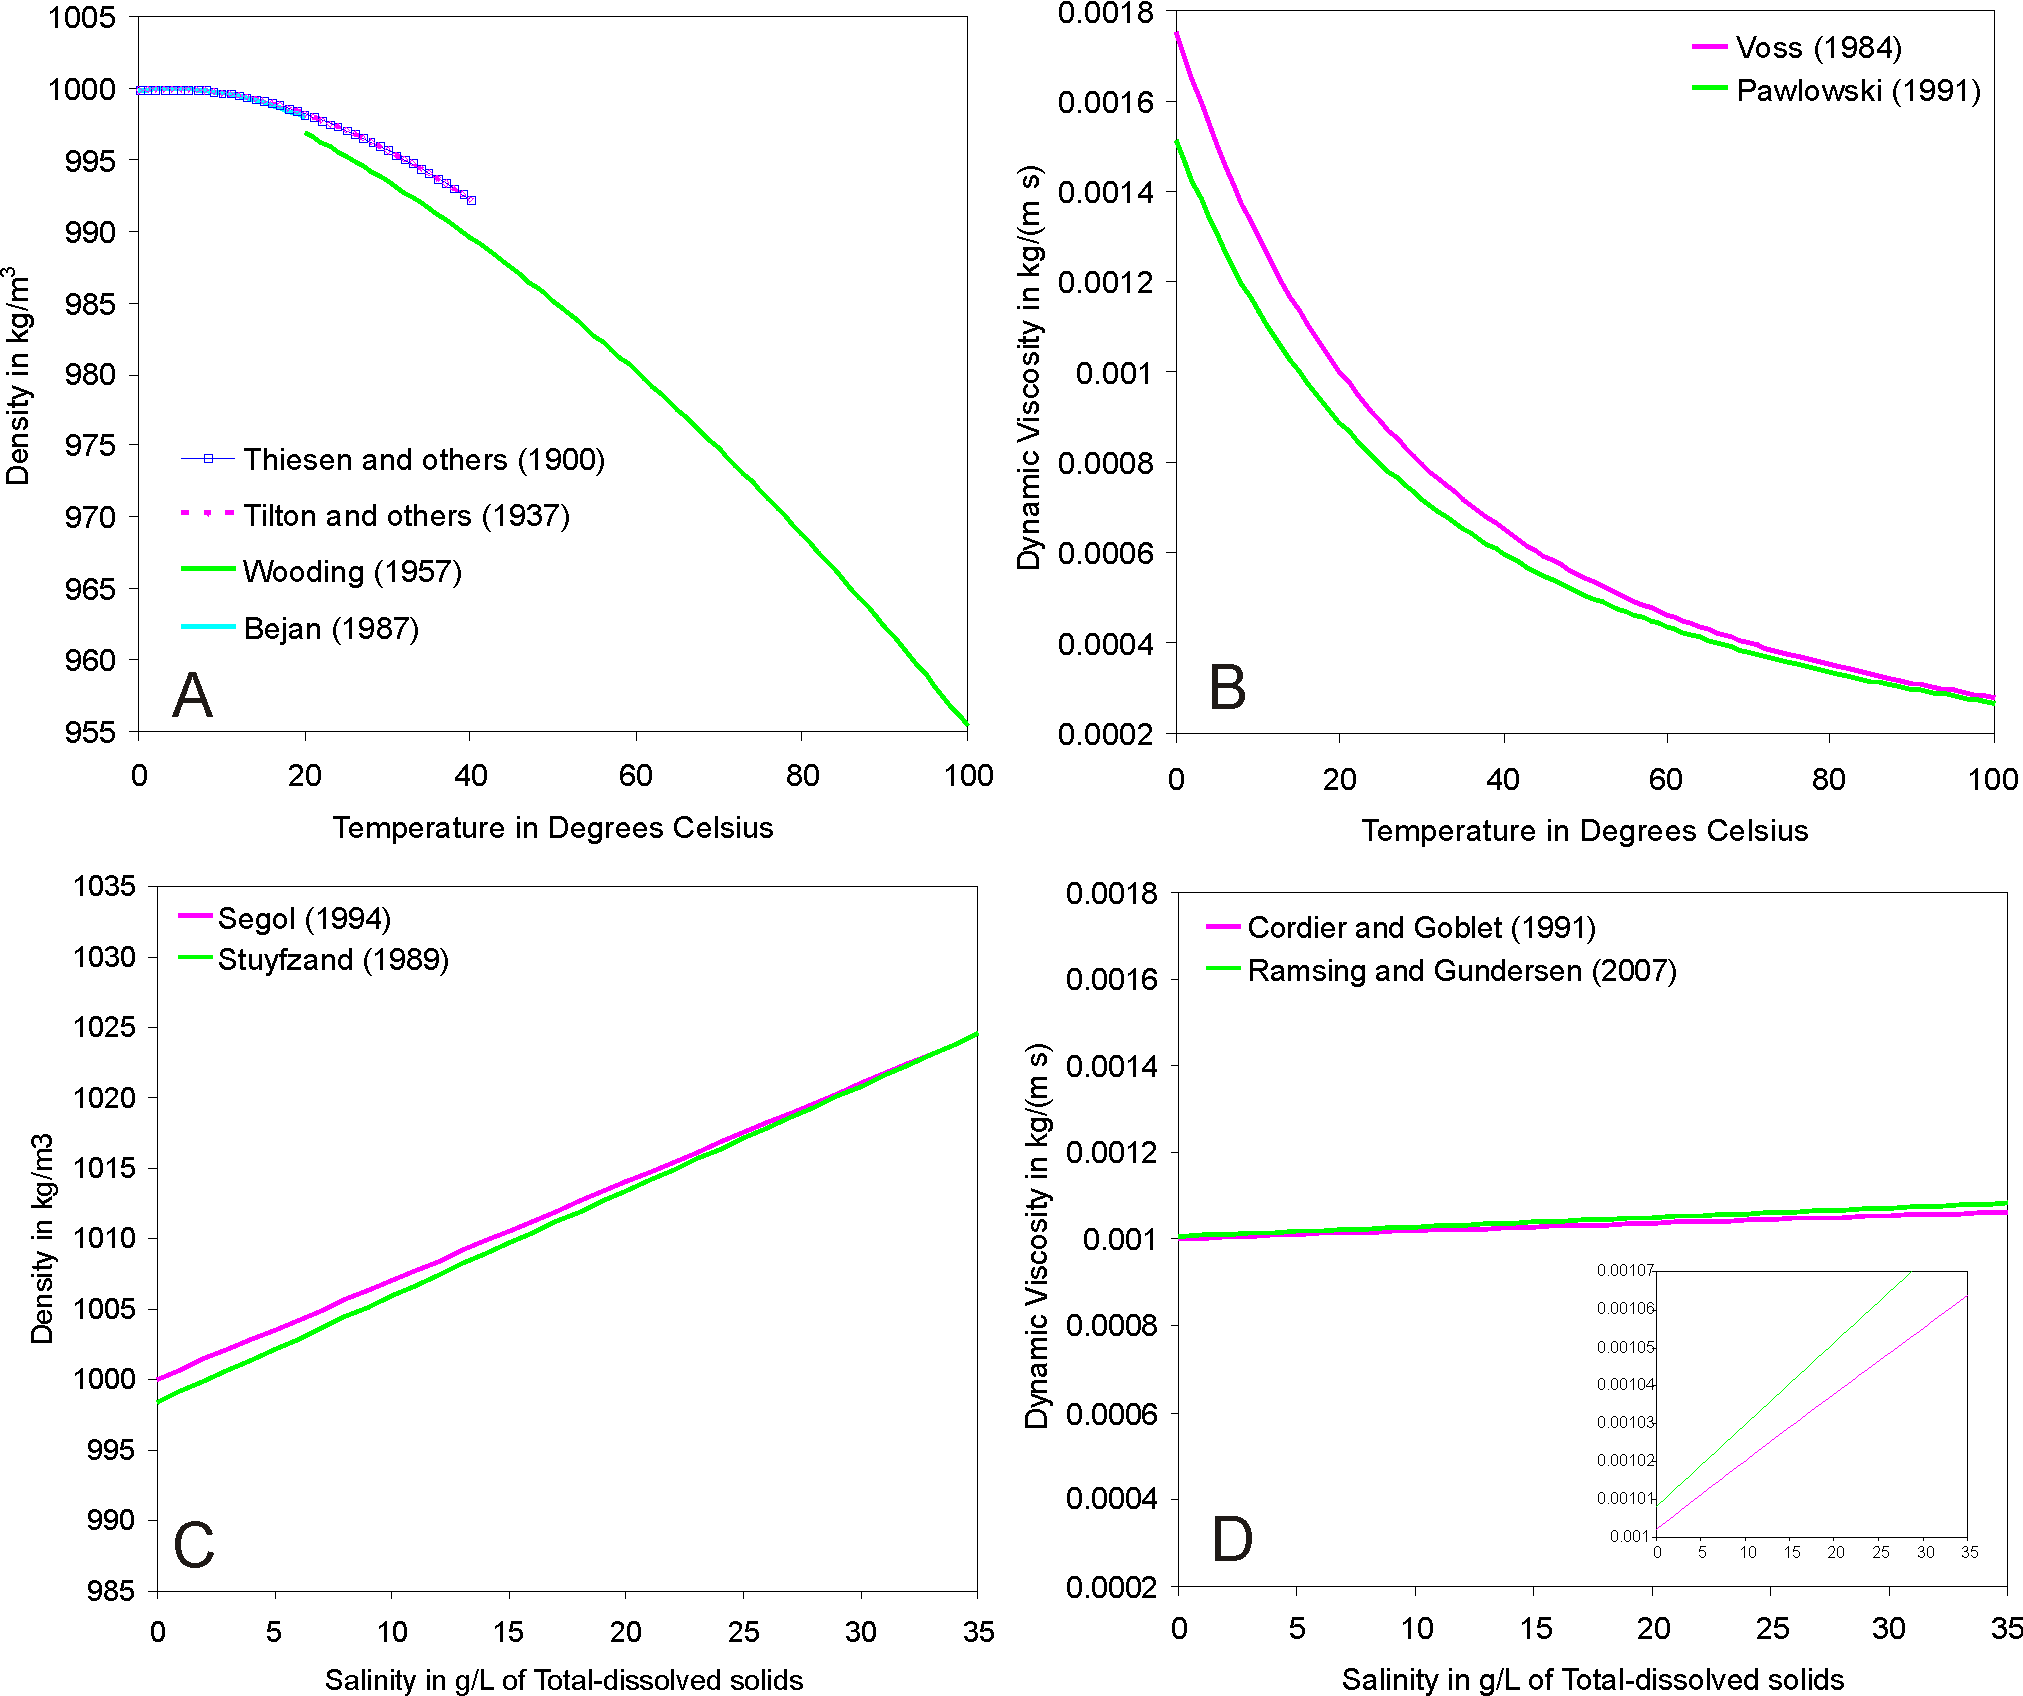 1005
1000
995
990
985
980
975
970
965
960
955
Density in kg/m³
Thiesen and others (1900)
Tilton and others (1937)
Wooding (1957)
Bejan (1987)
A
0 20 40 60 80 100
Temperature in Degrees Celsius
0.0018
0.0016
0.0014
0.0012
0.001
0.0008
0.0006
0.0004
0.0002
Dynamic Viscosity in kg/(m s)
Voss (1984)
Pawlowski (1991)
B
0 20 40 60 80 100
Temperature in Degrees Celsius
1035
1030
1025
1020
1015
1010
1005
1000
995
990
985
Density in kg/m3
Segol (1994)
Stuyfzand (1989)
C
0 5 10 15 20 25 30 35
Salinity in g/L of Total-dissolved solids
0.0018
0.0016
0.0014
0.0012
0.001
0.0008
0.0006
0.0004
0.0002
Dynamic Viscosity in kg/(m s)
Cordier and Goblet (1991)
Ramsing and Gundersen (2007)
0.00107
0.00106
0.00105
0.00104
0.00103
0.00102
0.00101
0.001
0 5 10 15 20 25 30 35
D
0 5 10 15 20 25 30 35
Salinity in g/L of Total-dissolved solids